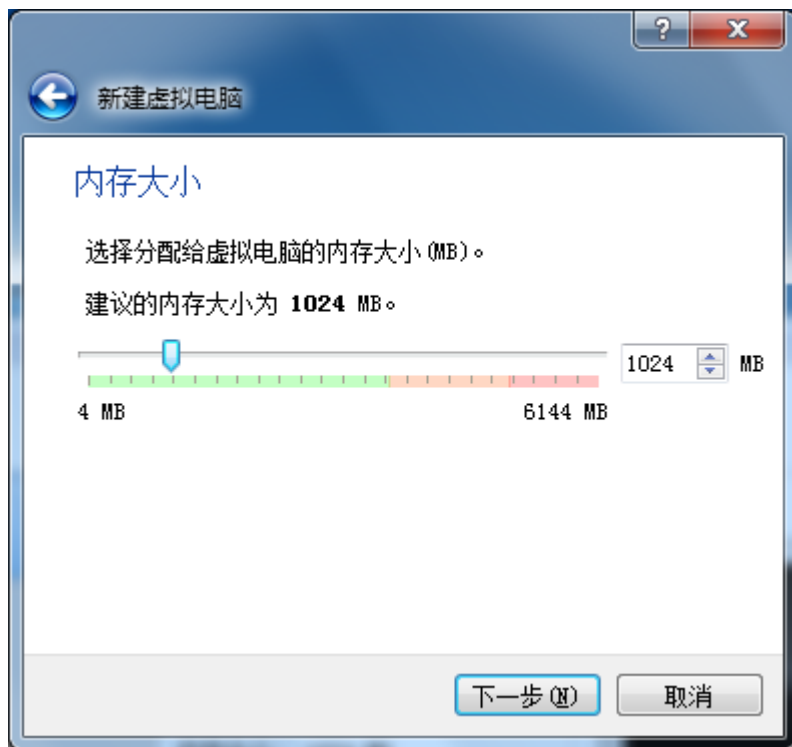 ?
新建虚拟电脑
内存大小
选择分配给虚拟电脑的内存大小(MB)。
建议的内存大小为 1024 MB。
1024 MB
4 MB 6144 MB
下一步(N) 取消